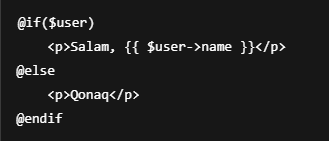 @if($user)
    <p>Salam, {{ $user->name }}</p>
@else
    <p>Qonaq</p>
@endif